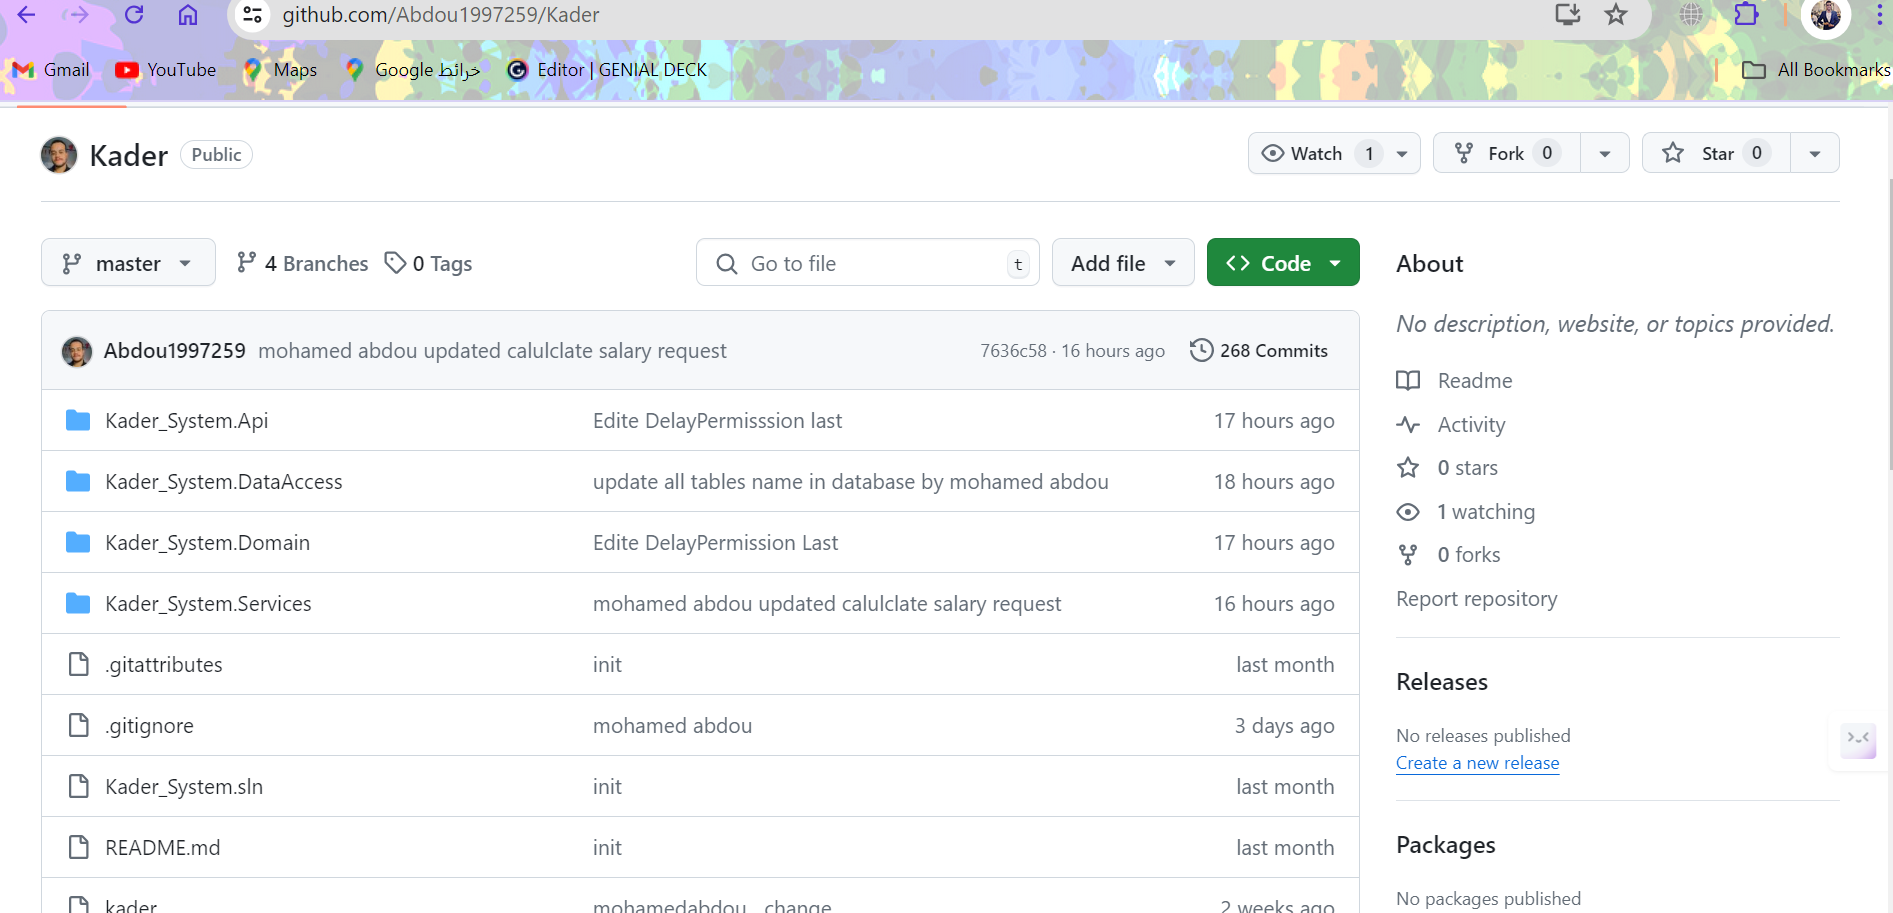 github.com/Abdou1997259/Kader
Gmail YouTube Maps Google خرائط Editor | GENIAL DECK All Bookmarks
Kader Public Watch 1 Fork 0 Star 0
master 4 Branches 0 Tags Go to file t Add file Code
Abdou1997259 mohamed abdou updated calulclate salary request 7636c58 · 16 hours ago 268 Commits
Kader_System.Api Edite DelayPermisssion last 17 hours ago
Kader_System.DataAccess update all tables name in database by mohamed abdou 18 hours ago
Kader_System.Domain Edite DelayPermission Last 17 hours ago
Kader_System.Services mohamed abdou updated calulclate salary request 16 hours ago
.gitattributes init last month
.gitignore mohamed abdou 3 days ago
Kader_System.sln init last month
README.md init last month
kader mohamedabdou_change 2 weeks ago
About
No description, website, or topics provided.
Readme
Activity
0 stars
1 watching
0 forks
Report repository
Releases
No releases published
Create a new release
Packages
No packages published